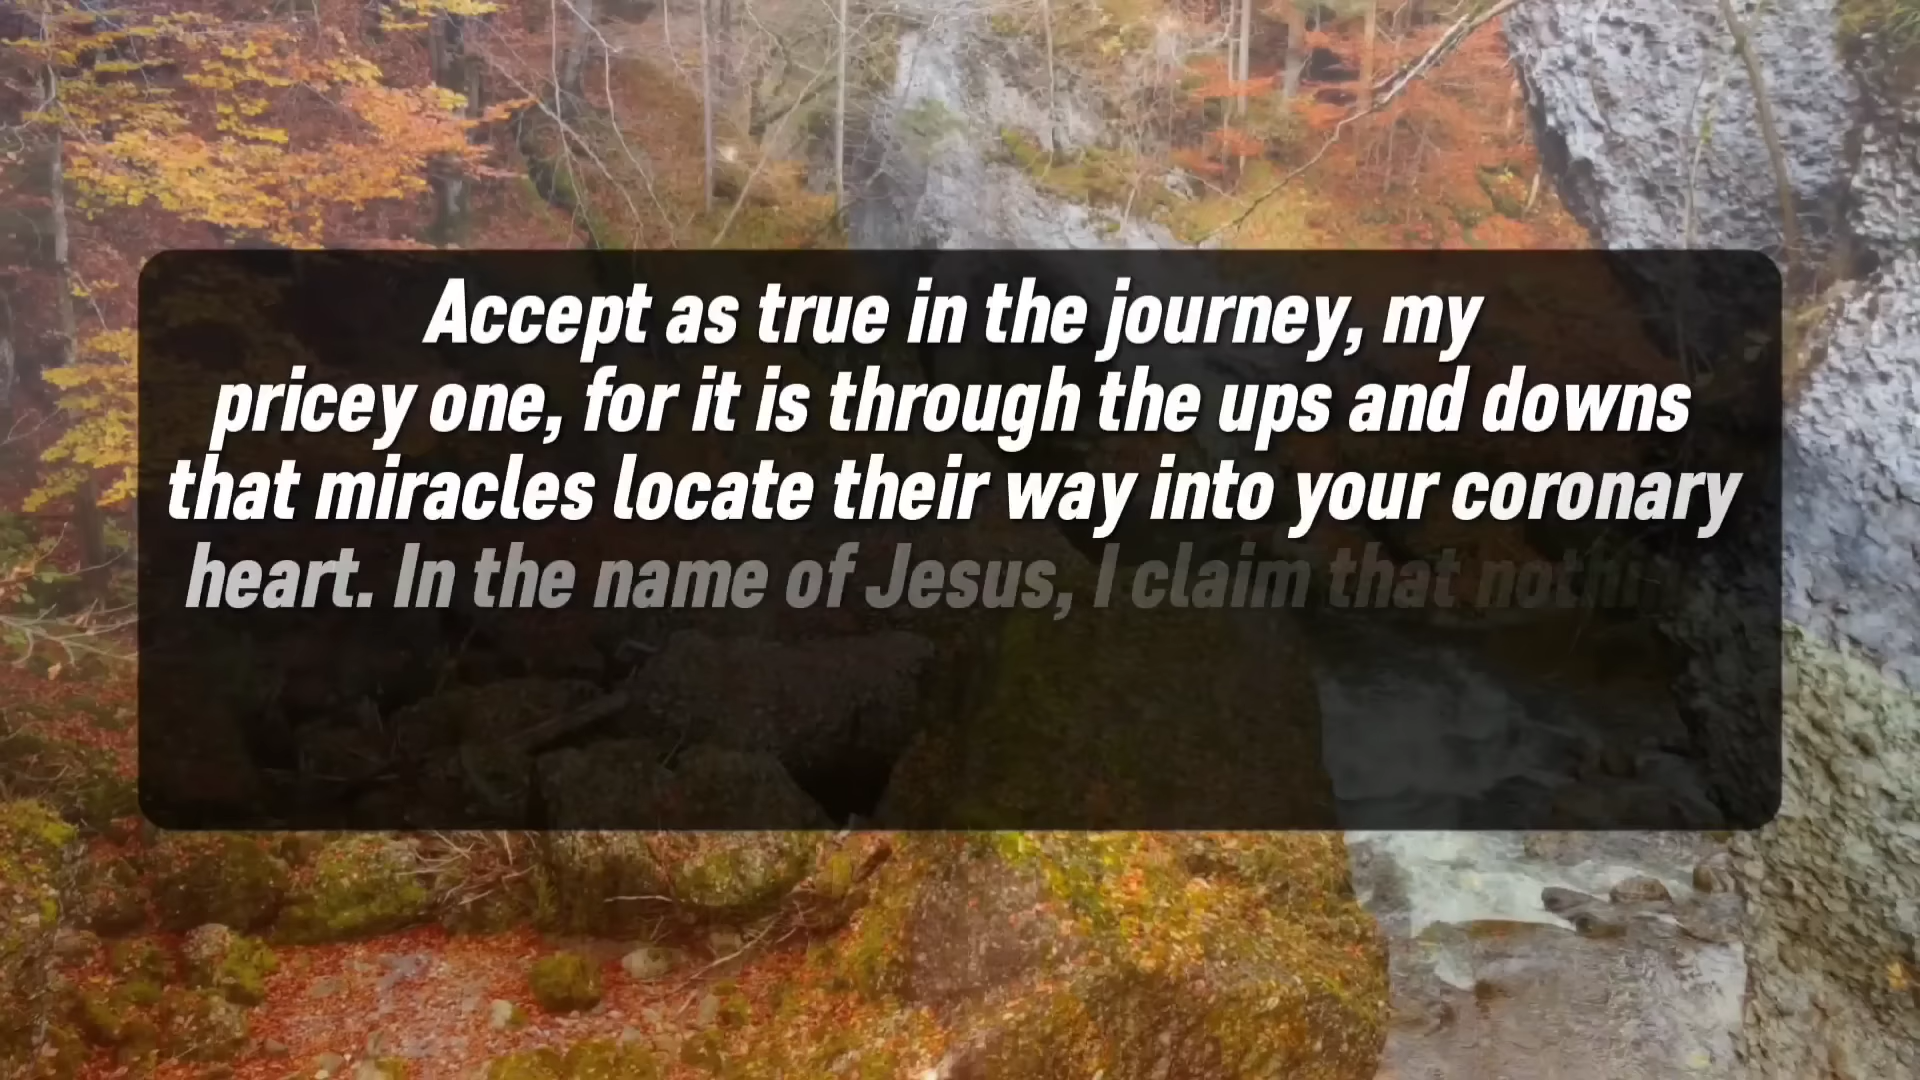 Accept as true in the journey, my
pricey one, for it is through the ups and downs
that miracles locate their way into your coronary
heart. In the name of Jesus, I claim that